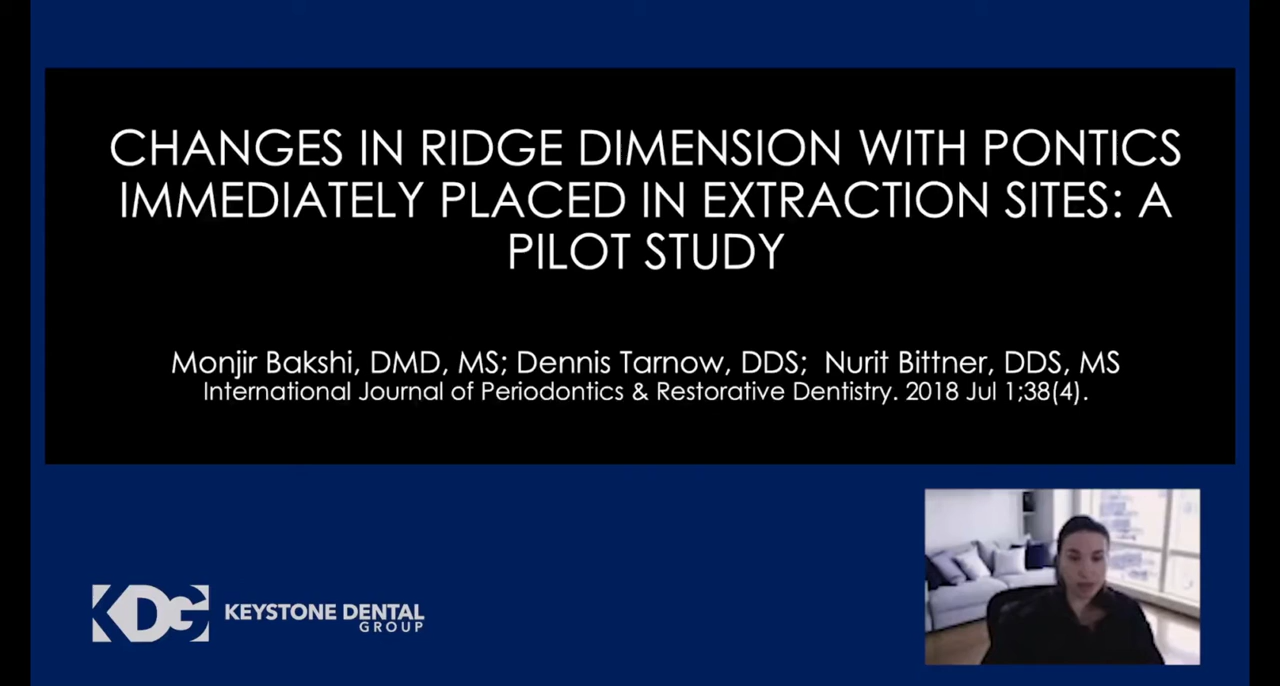 CHANGES IN RIDGE DIMENSION WITH PONTICS
IMMEDIATELY PLACED IN EXTRACTION SITES: A
PILOT STUDY
Monjir Bakshi, DMD, MS; Dennis Tarnow, DDS;  Nurit Bittner, DDS, MS
International Journal of Periodontics & Restorative Dentistry. 2018 Jul 1;38(4).
KDG KEYSTONE DENTAL
GROUP